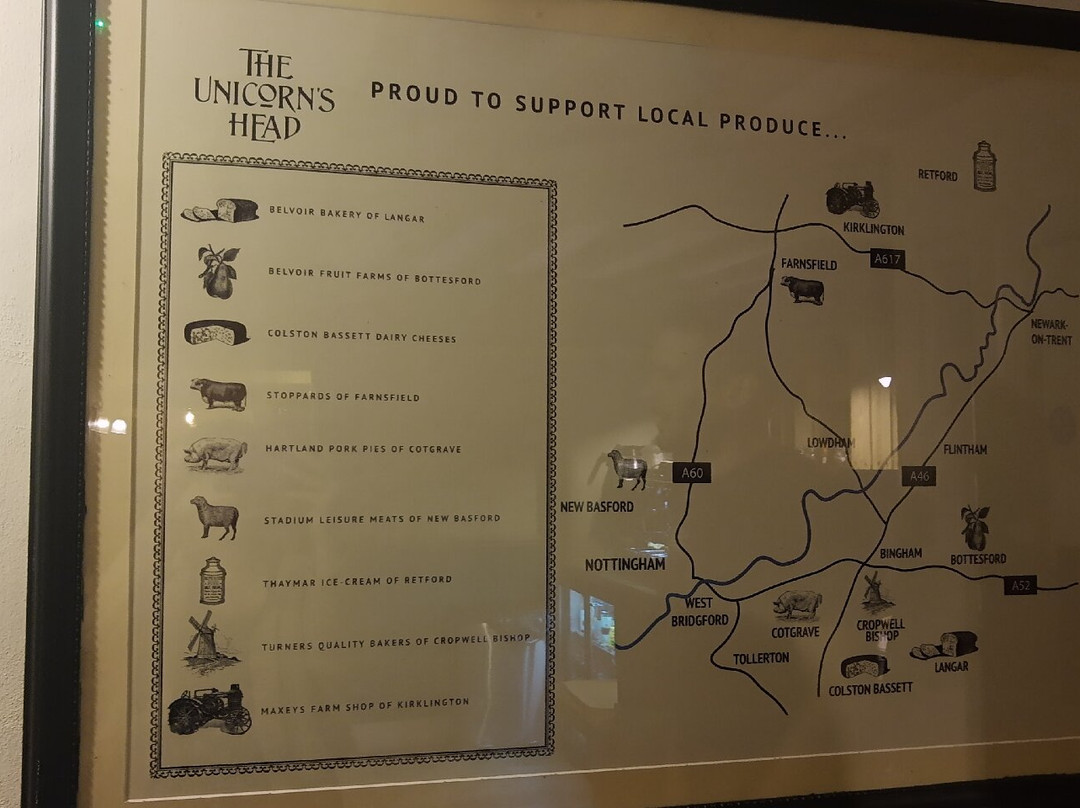 THE
UNICORN'S
HEAD
PROUD TO SUPPORT LOCAL PRODUCE...
BELVOIR BAKERY OF LANGAR
BELVOIR FRUIT FARMS OF BOTTESFORD
COLSTON BASSETT DAIRY CHEESES
STOPPARDS OF FARNSFIELD
HARTLAND PORK PIES OF COTGRAVE
STADIUM LEISURE MEATS OF NEW BASFORD
THAYMAR ICE-CREAM OF RETFORD
TURNERS QUALITY BAKERS OF CROPWELL BISHOP
MAXEYS FARM SHOP OF KIRKLINGTON
RETFORD
KIRKLINGTON
A617
FARNSFIELD
NEWARK-
ON-TRENT
LOWDHAM
FLINTHAM
A60
A46
NEW BASFORD
NOTTINGHAM
BINGHAM
BOTTESFORD
A52
WEST
BRIDGFORD
COTGRAVE
CROPWELL
BISHOP
TOLLERTON
LANGAR
COLSTON BASSETT